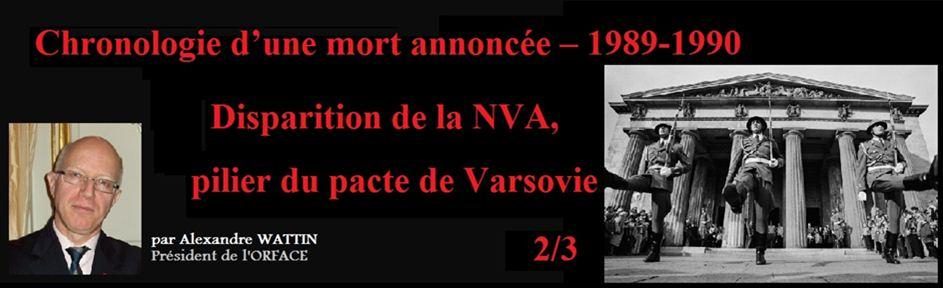 Chronologie d’une mort annoncée – 1989-1990
Disparition de la NVA,
pilier du pacte de Varsovie
par Alexandre WATTIN
Président de l'ORFACE
2/3